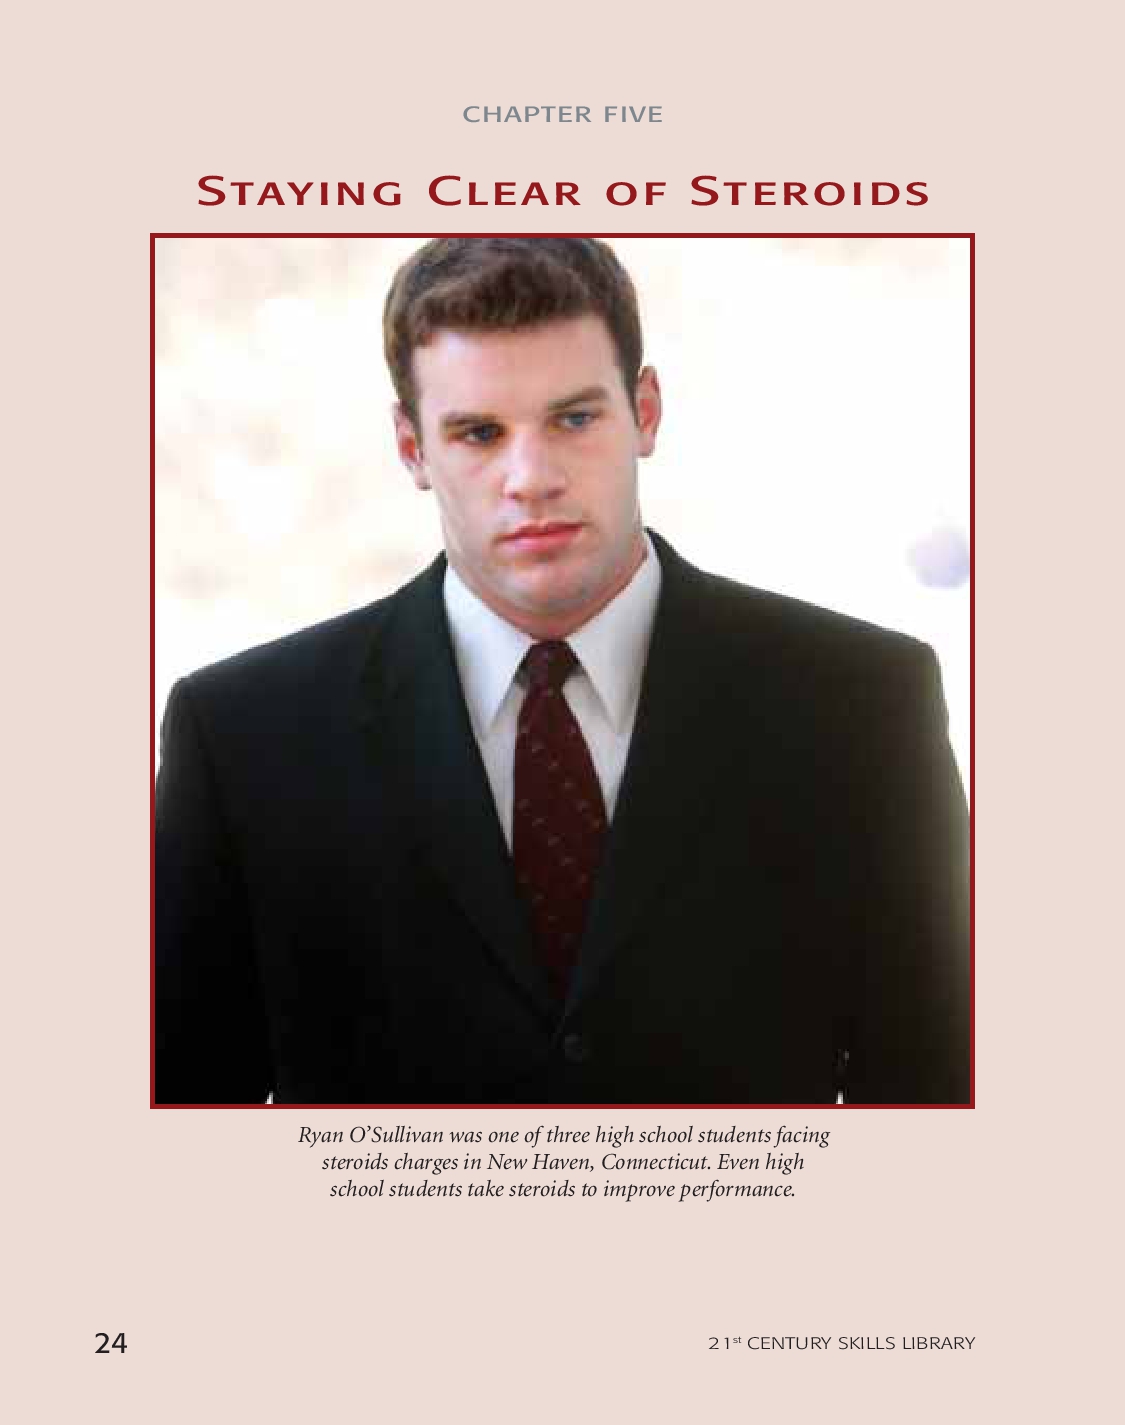 CHAPTER FIVE
STAYING CLEAR OF STEROIDS
Ryan O’Sullivan was one of three high school students facing
steroids charges in New Haven, Connecticut. Even high
school students take steroids to improve performance.
24
21st CENTURY SKILLS LIBRARY